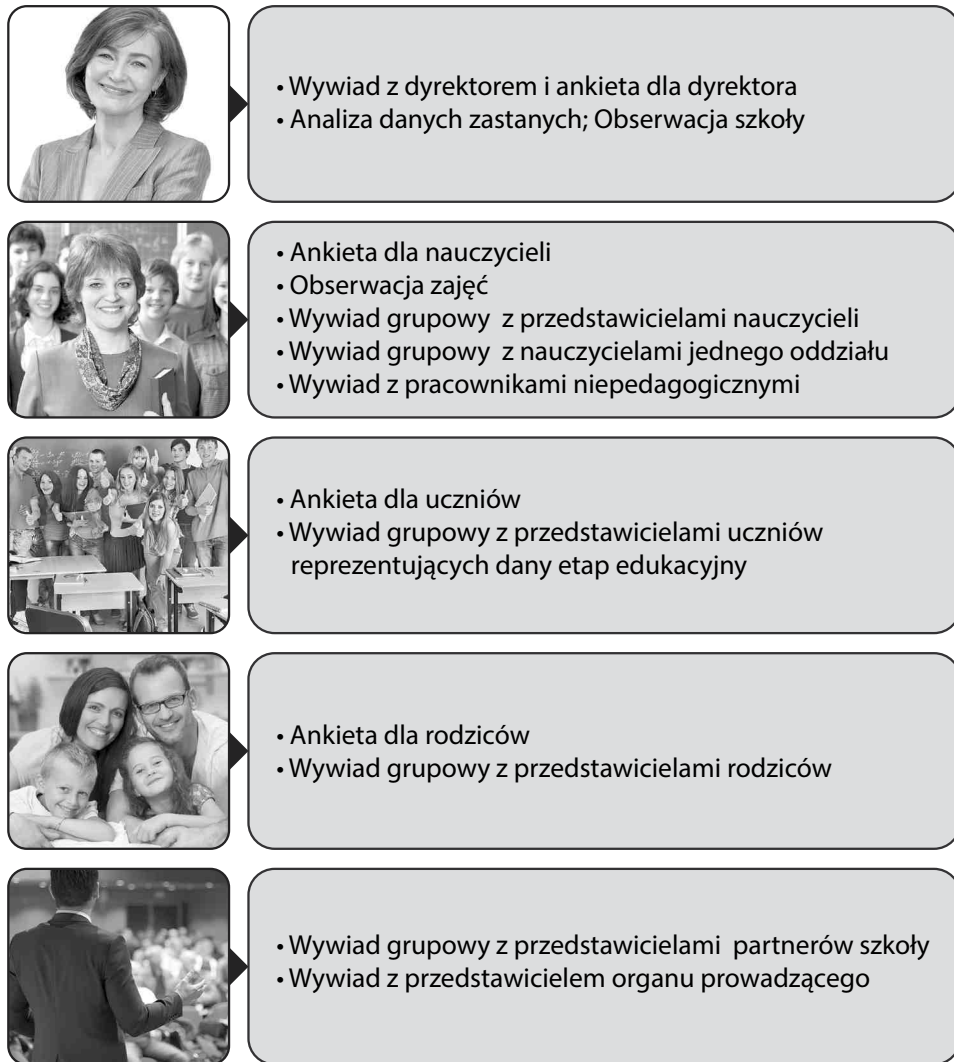 • Wywiad z dyrektorem i ankieta dla dyrektora
• Analiza danych zastanych; Obserwacja szkoły
• Ankieta dla nauczycieli
• Obserwacja zajęć
• Wywiad grupowy z przedstawicielami nauczycieli
• Wywiad grupowy z nauczycielami jednego oddziału
• Wywiad z pracownikami niepedagogicznymi
• Ankieta dla uczniów
• Wywiad grupowy z przedstawicielami uczniów
reprezentujących dany etap edukacyjny
• Ankieta dla rodziców
• Wywiad grupowy z przedstawicielami rodziców
• Wywiad grupowy z przedstawicielami partnerów szkoły
• Wywiad z przedstawicielem organu prowadzącego